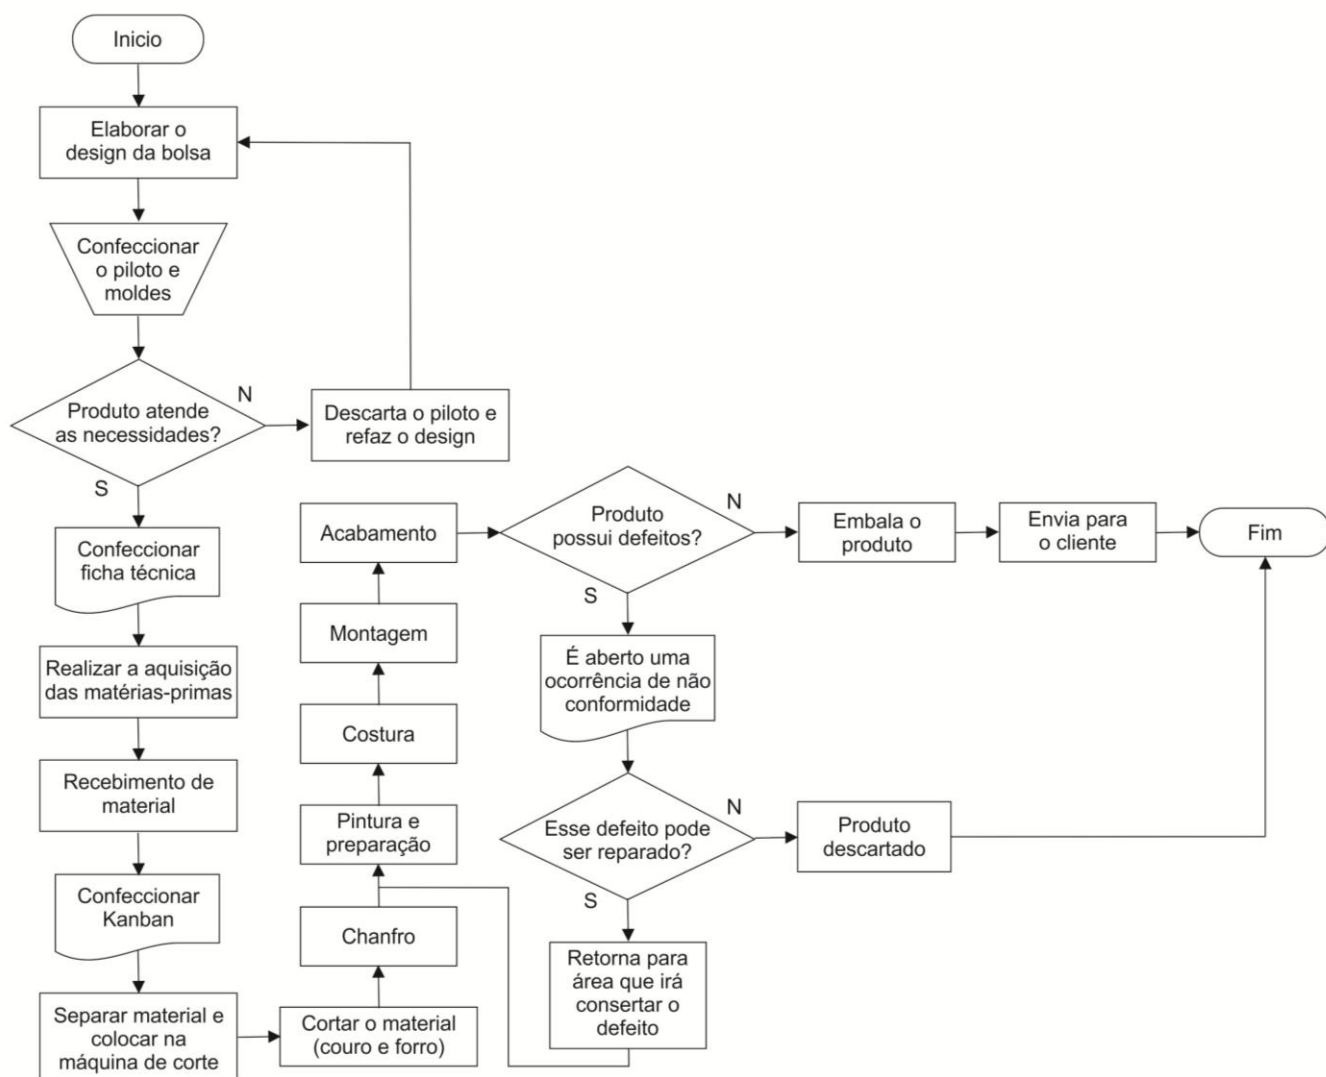 Inicio
Elaborar o
design da bolsa
Confeccionar
o piloto e
moldes
Produto atende
as necessidades?
N
Descarta o piloto e
refaz o design
S
Confeccionar
ficha técnica
Realizar a aquisição
das matérias-primas
Recebimento de
material
Confeccionar
Kanban
Separar material e
colocar na
máquina de corte
Cortar o material
(couro e forro)
Chanfro
Pintura e
preparação
Costura
Montagem
Acabamento
Produto
possui defeitos?
N
Embala o
produto
Envia para
o cliente
Fim
S
É aberto uma
ocorrência de não
conformidade
Esse defeito pode
ser reparado?
N
Produto
descartado
S
Retorna para
área que irá
consertar o
defeito